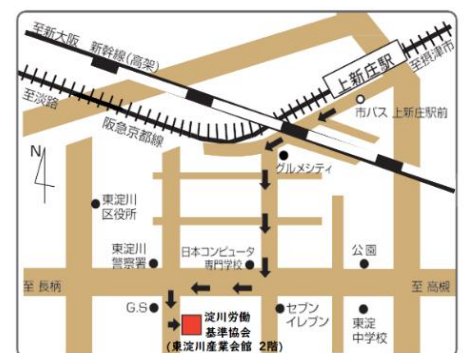 至新大阪
新幹線(高架)
上新庄駅
至摂津市
至淡路
阪急京都線
市バス 上新庄駅前
N
グルメシティ
東淀川
区役所
東淀川
警察署
日本コンピュータ
専門学校
公園
至 長柄
至 高槻
G.S
淀川労働
基準協会
(東淀川産業会館 2階)
セブン
イレブン
東淀
中学校